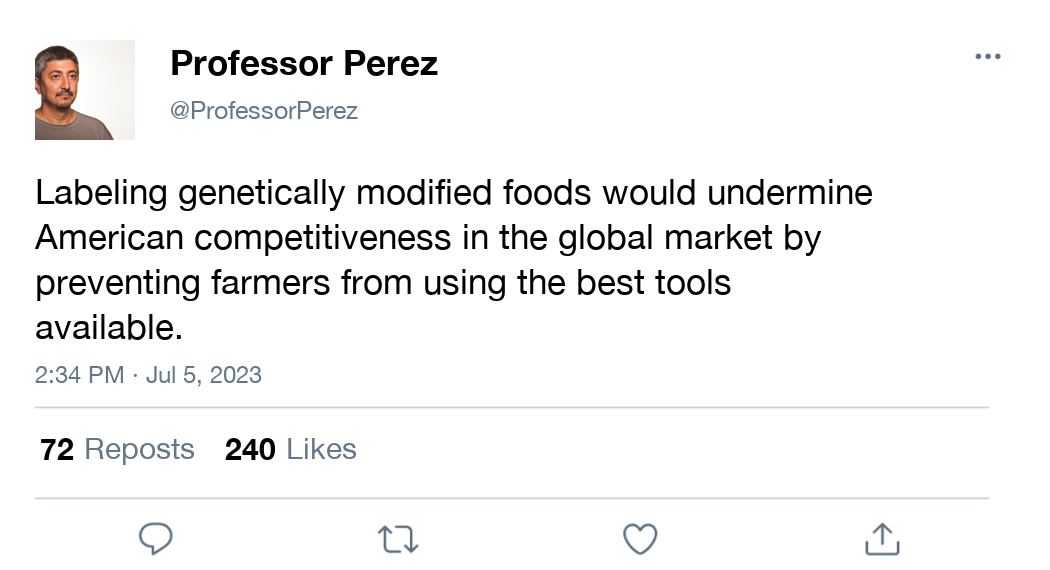 Professor Perez
@ProfessorPerez
Labeling genetically modified foods would undermine
American competitiveness in the global market by
preventing farmers from using the best tools
available.
2:34 PM · Jul 5, 2023
72 Reposts 240 Likes